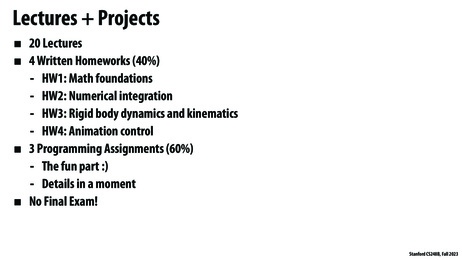 Lectures + Projects
■ 20 Lectures
■ 4 Written Homeworks (40%)
- HW1: Math foundations
- HW2: Numerical integration
- HW3: Rigid body dynamics and kinematics
- HW4: Animation control
■ 3 Programming Assignments (60%)
- The fun part :)
- Details in a moment
■ No Final Exam!
Stanford CS248B, Fall 2023